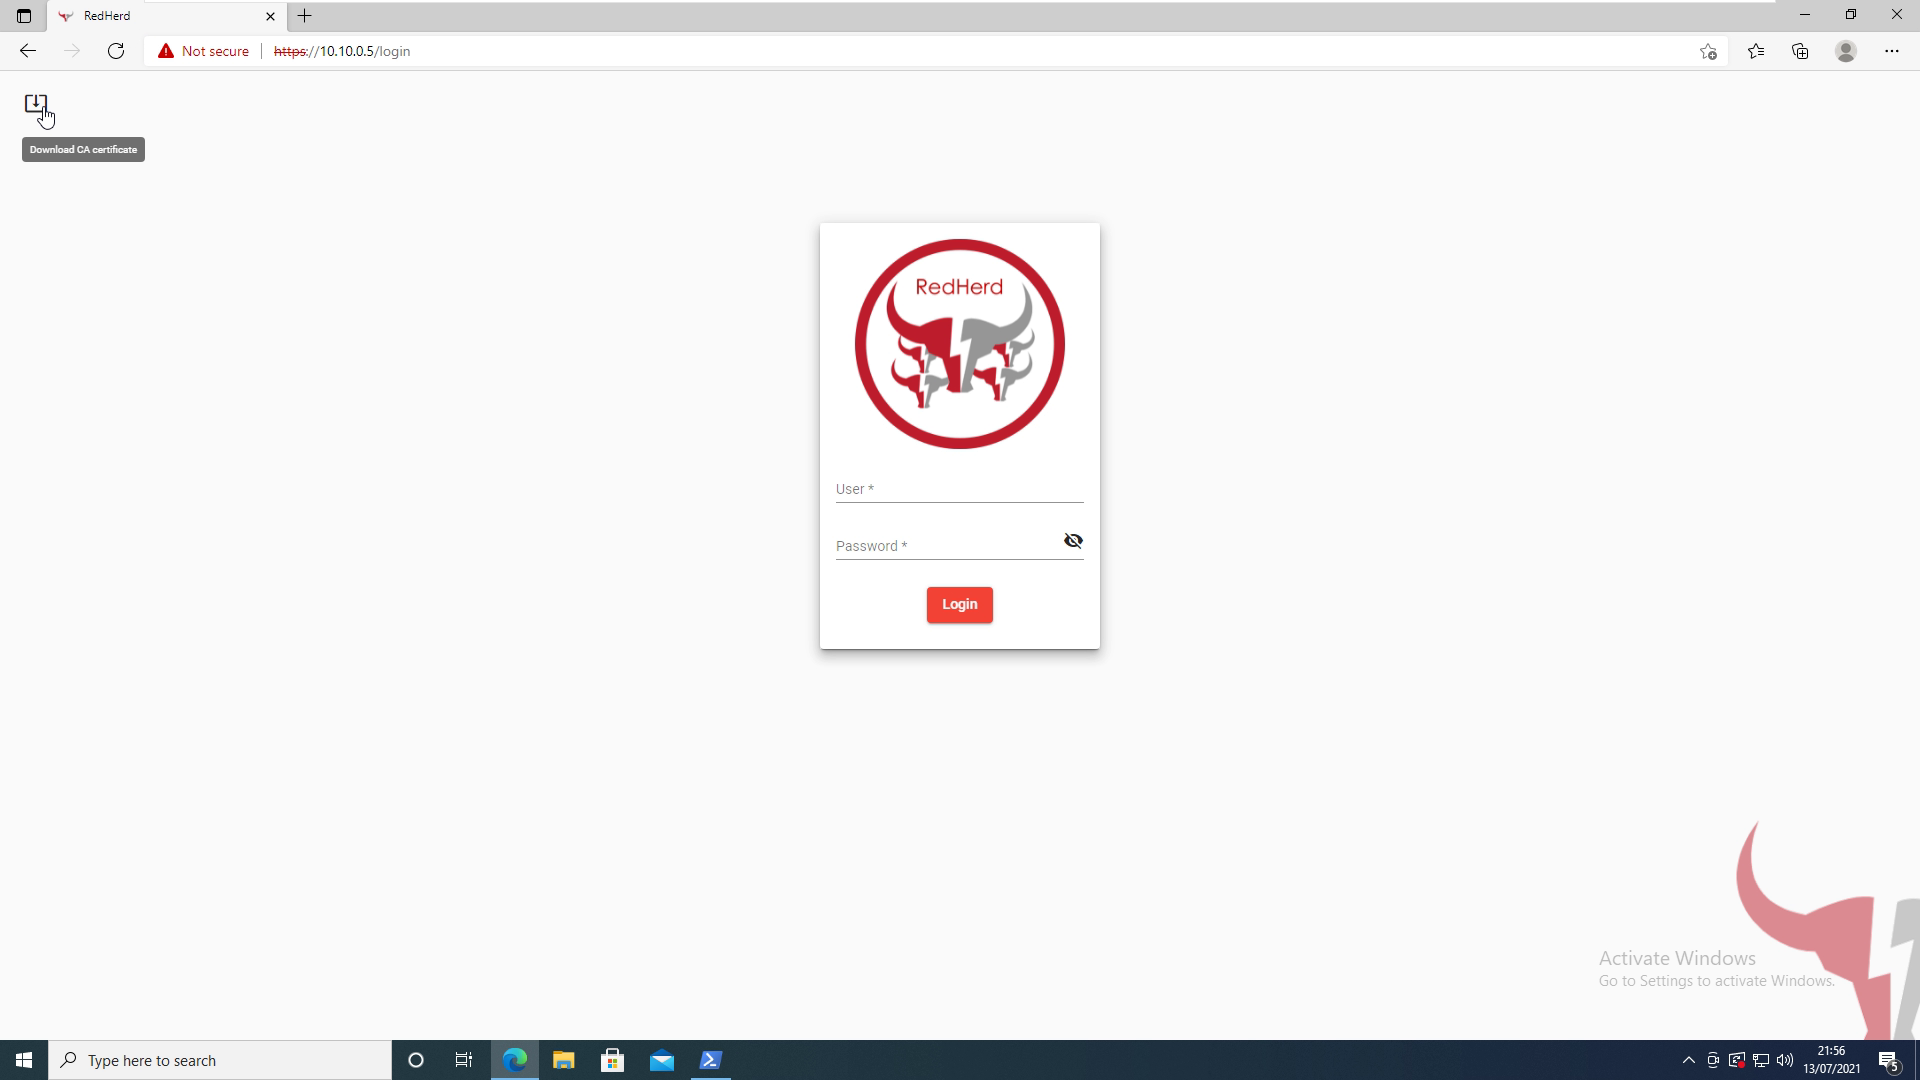 RedHerd
Not secure
https://10.10.0.5/login
Download CA certificate
RedHerd
User *
Password *
Login
Activate Windows
Go to Settings to activate Windows.
Type here to search
21:56
13/07/2021
5